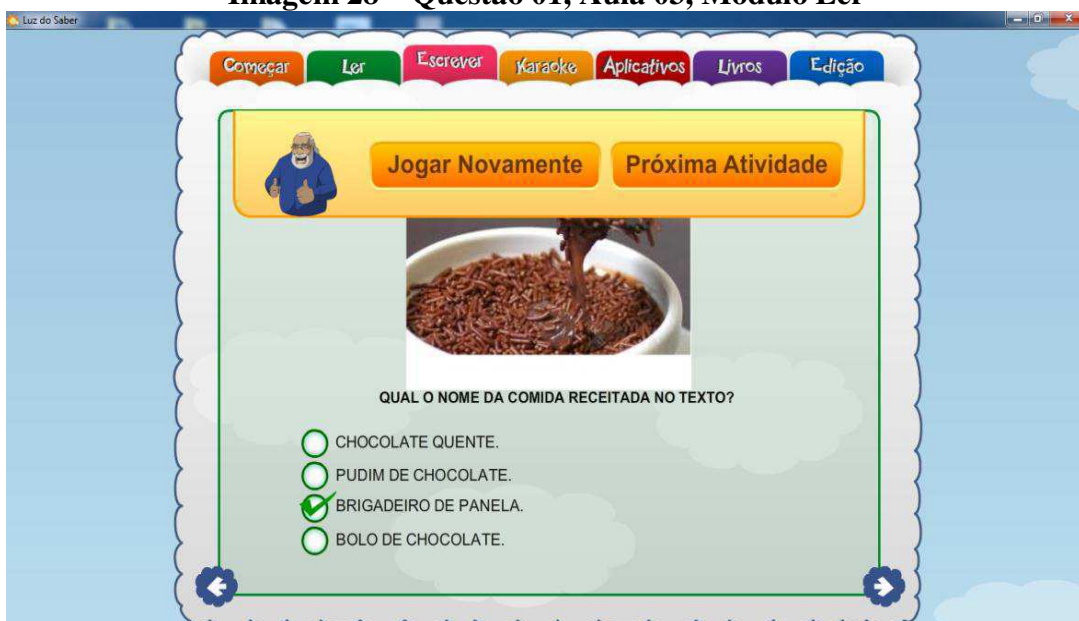 Imagem 28 – Questão 01, Aula 03, Módulo Ler
Luz do Saber
Começar Ler Escrever Karaoke Aplicativos Livros Edição
Jogar Novamente Próxima Atividade
QUAL O NOME DA COMIDA RECEITADA NO TEXTO?
CHOCOLATE QUENTE.
PUDIM DE CHOCOLATE.
BRIGADEIRO DE PANELA.
BOLO DE CHOCOLATE.